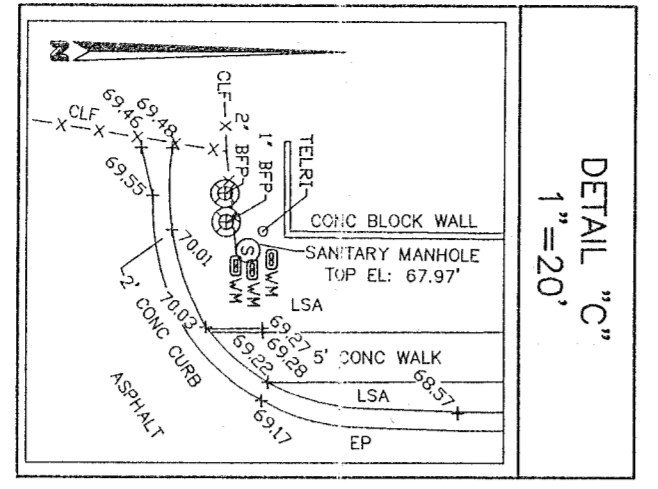 DETAIL "C"
1"=20'
N
CLF
CLF
69.46
69.48
69.55
2" BFP
1" BFP
TELRI
CONC BLOCK WALL
SANITARY MANHOLE
TOP EL: 67.97'
S
WM
WM
WM
LSA
70.01
70.03
2' CONC CURB
69.27
69.28
69.22
5' CONC WALK
68.57
LSA
69.17
ASPHALT
EP